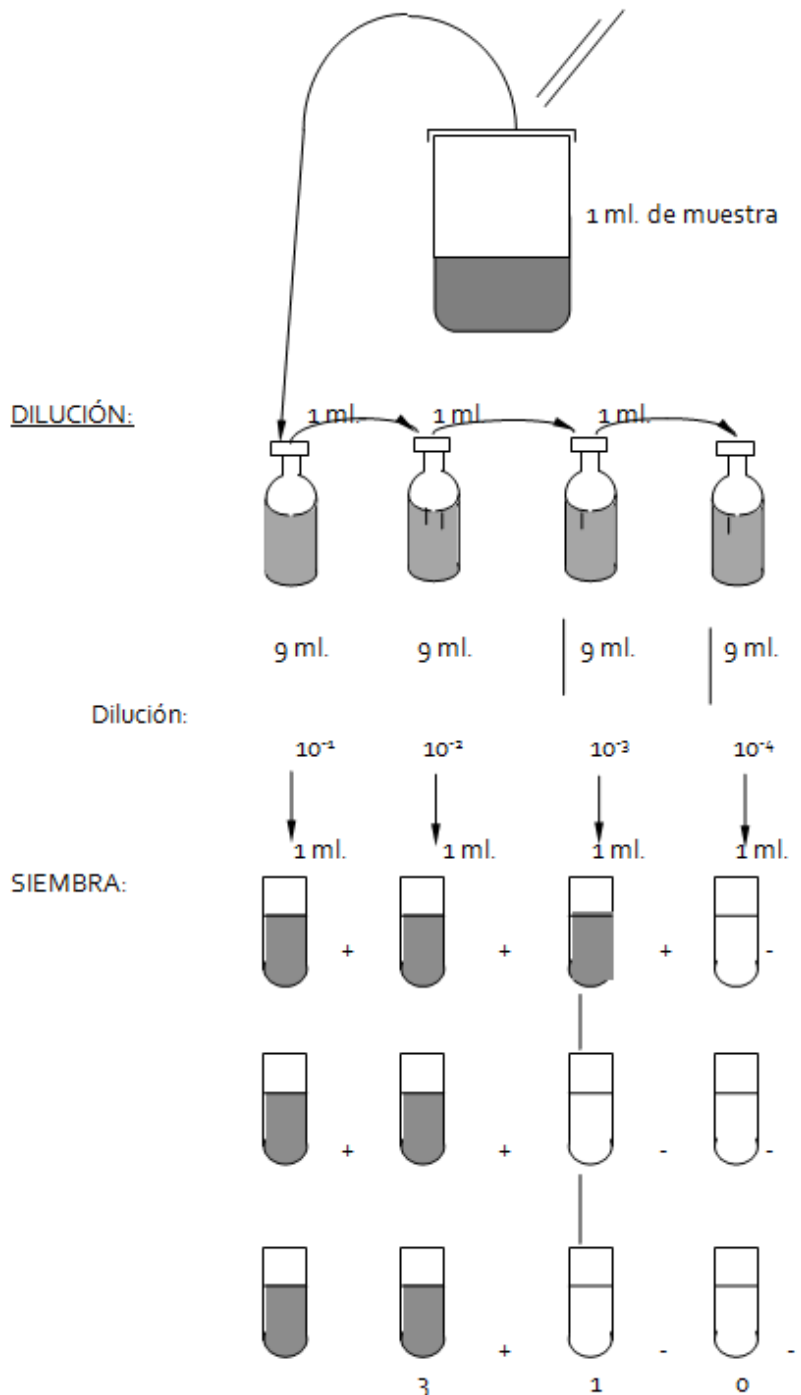 1 ml. de muestra
DILUCIÓN: 1 ml. 1 ml. 1 ml.
9 ml. 9 ml. 9 ml. 9 ml.
Dilución:
10⁻¹ 10⁻² 10⁻³ 10⁻⁴
1 ml. 1 ml. 1 ml. 1 ml.
SIEMBRA:
+ + + -
+ + - -
+ - -
3 1 0